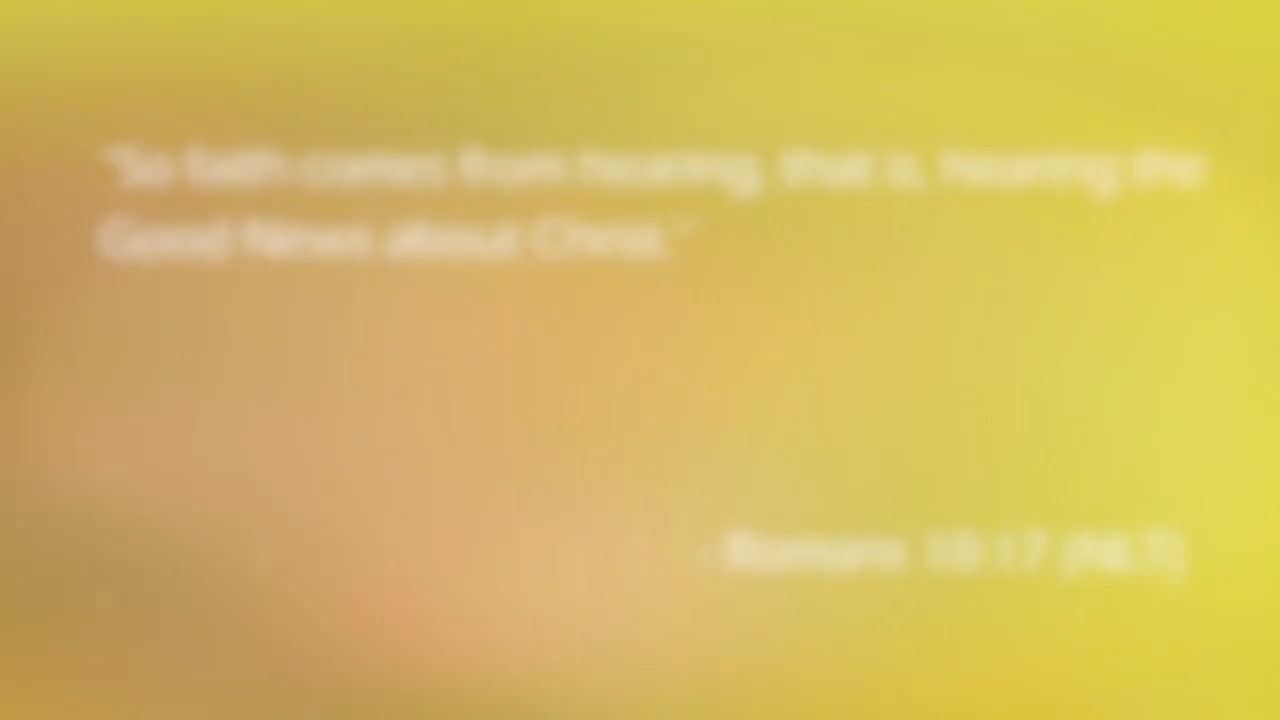 "So faith comes from hearing, that is, hearing the
Good News about Christ."
- Romans 10:17 (NLT)